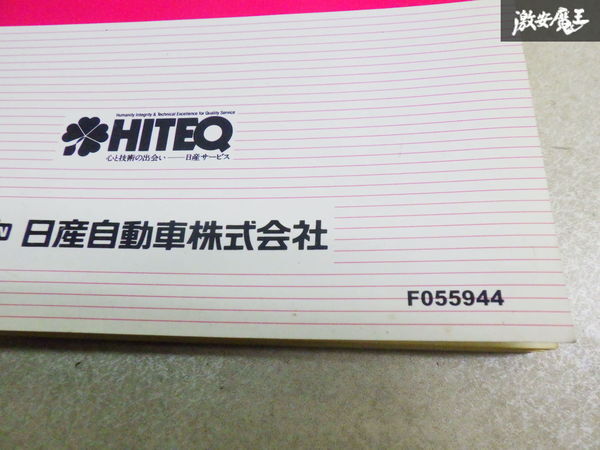 激安魔王
Humanity Integrity & Technical Excellence for Quality Service
HITEQ
心と技術の出会い——日産サービス
N 日産自動車株式会社
F055944